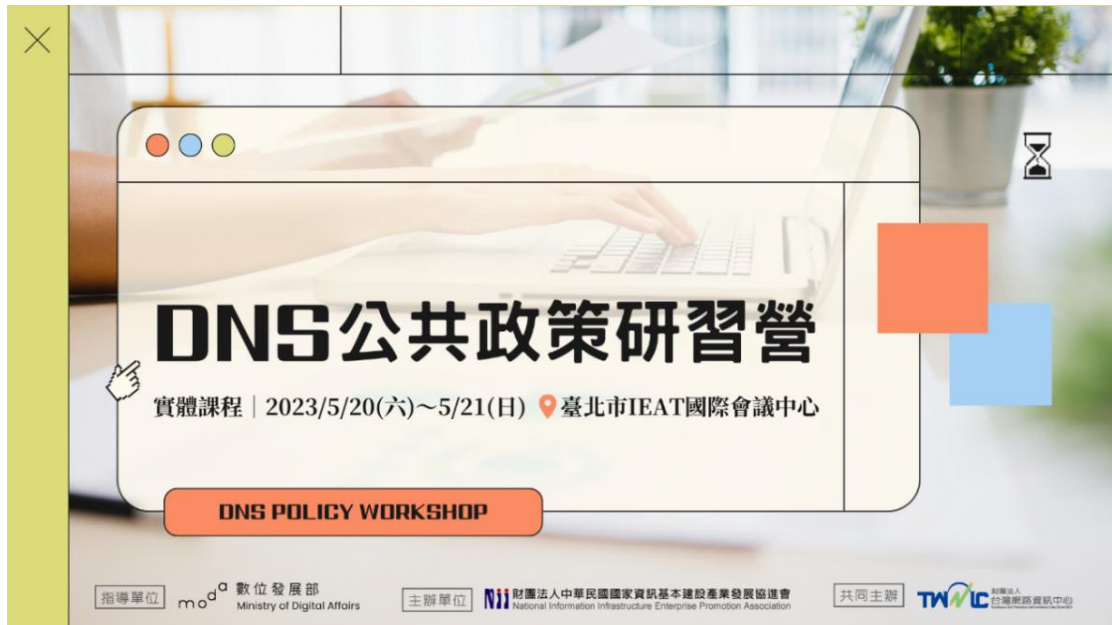 DNS公共政策研習營
實體課程｜2023/5/20(六)～5/21(日) 臺北市IEAT國際會議中心
DNS POLICY WORKSHOP
指導單位 moda 數位發展部
Ministry of Digital Affairs
主辦單位 NII 財團法人中華民國國家資訊基本建設產業發展協進會
National Information Infrastructure Enterprise Promotion Association
共同主辦 TWNIC 財團法人
台灣網路資訊中心